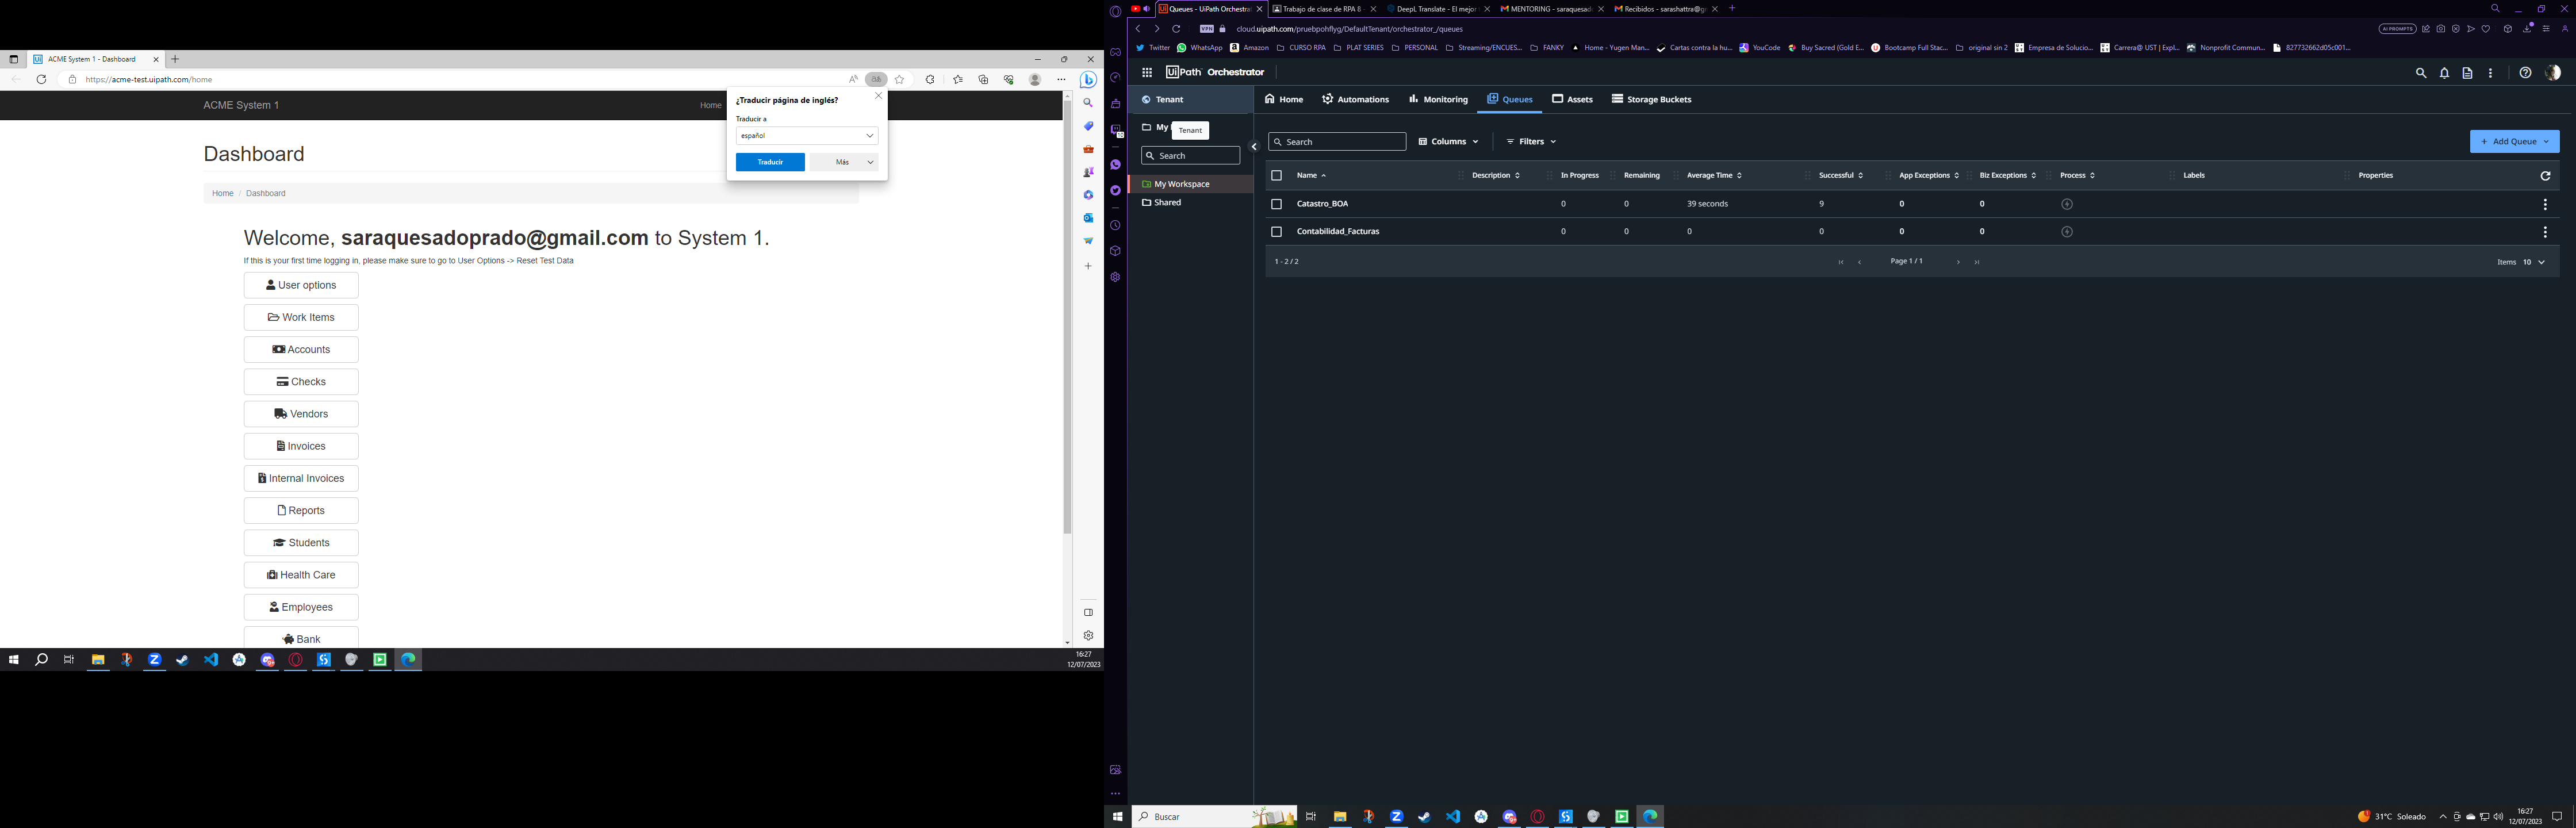 ACME System 1 - Dashboard
https://acme-test.uipath.com/home
ACME System 1
Home
¿Traducir página de inglés?
Traducir a
español
Traducir
Más
Dashboard
Home / Dashboard
Welcome, saraquesadoprado@gmail.com to System 1.
If this is your first time logging in, please make sure to go to User Options -> Reset Test Data
User options
Work Items
Accounts
Checks
Vendors
Invoices
Internal Invoices
Reports
Students
Health Care
Employees
Bank
16:27
12/07/2023
Queues - UiPath Orchestra
Trabajo de clase de RPA 8
DeepL Translate - El mejor
MENTORING - saraquesad
Recibidos - sarashattra@g
VPN
cloud.uipath.com/pruebpohflyg/DefaultTenant/orchestrator_/queues
AI PROMPTS
Twitter
WhatsApp
Amazon
CURSO RPA
PLAT SERIES
PERSONAL
Streaming/ENCUES...
FANKY
Home - Yugen Man...
Cartas contra la hu...
YouCode
Buy Sacred (Gold E...
Bootcamp Full Stac...
original sin 2
Empresa de Solucio...
Carrera@ UST | Expl...
Nonprofit Commun...
827732662d05c001...
UiPath Orchestrator
Tenant
Home
Automations
Monitoring
Queues
Assets
Storage Buckets
My
Tenant
Search
My Workspace
Shared
Search
Columns
Filters
+ Add Queue
Name Description In Progress Remaining Average Time Successful App Exceptions Biz Exceptions Process Labels Properties
Catastro_BOA 0 0 39 seconds 9 0 0
Contabilidad_Facturas 0 0 0 0 0 0
1 - 2 / 2
Page 1 / 1
Items 10
Buscar
31°C Soleado
16:27
12/07/2023